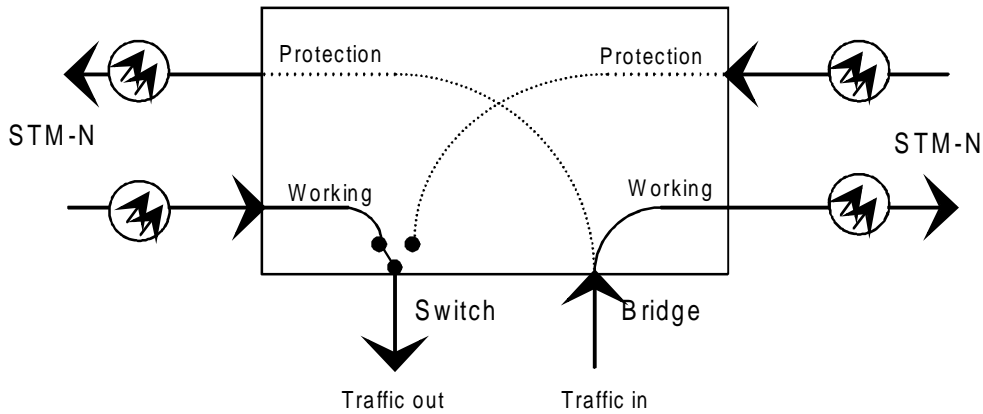 Protection
Protection
STM-N
STM-N
Working
Working
Switch
Bridge
Traffic out
Traffic in